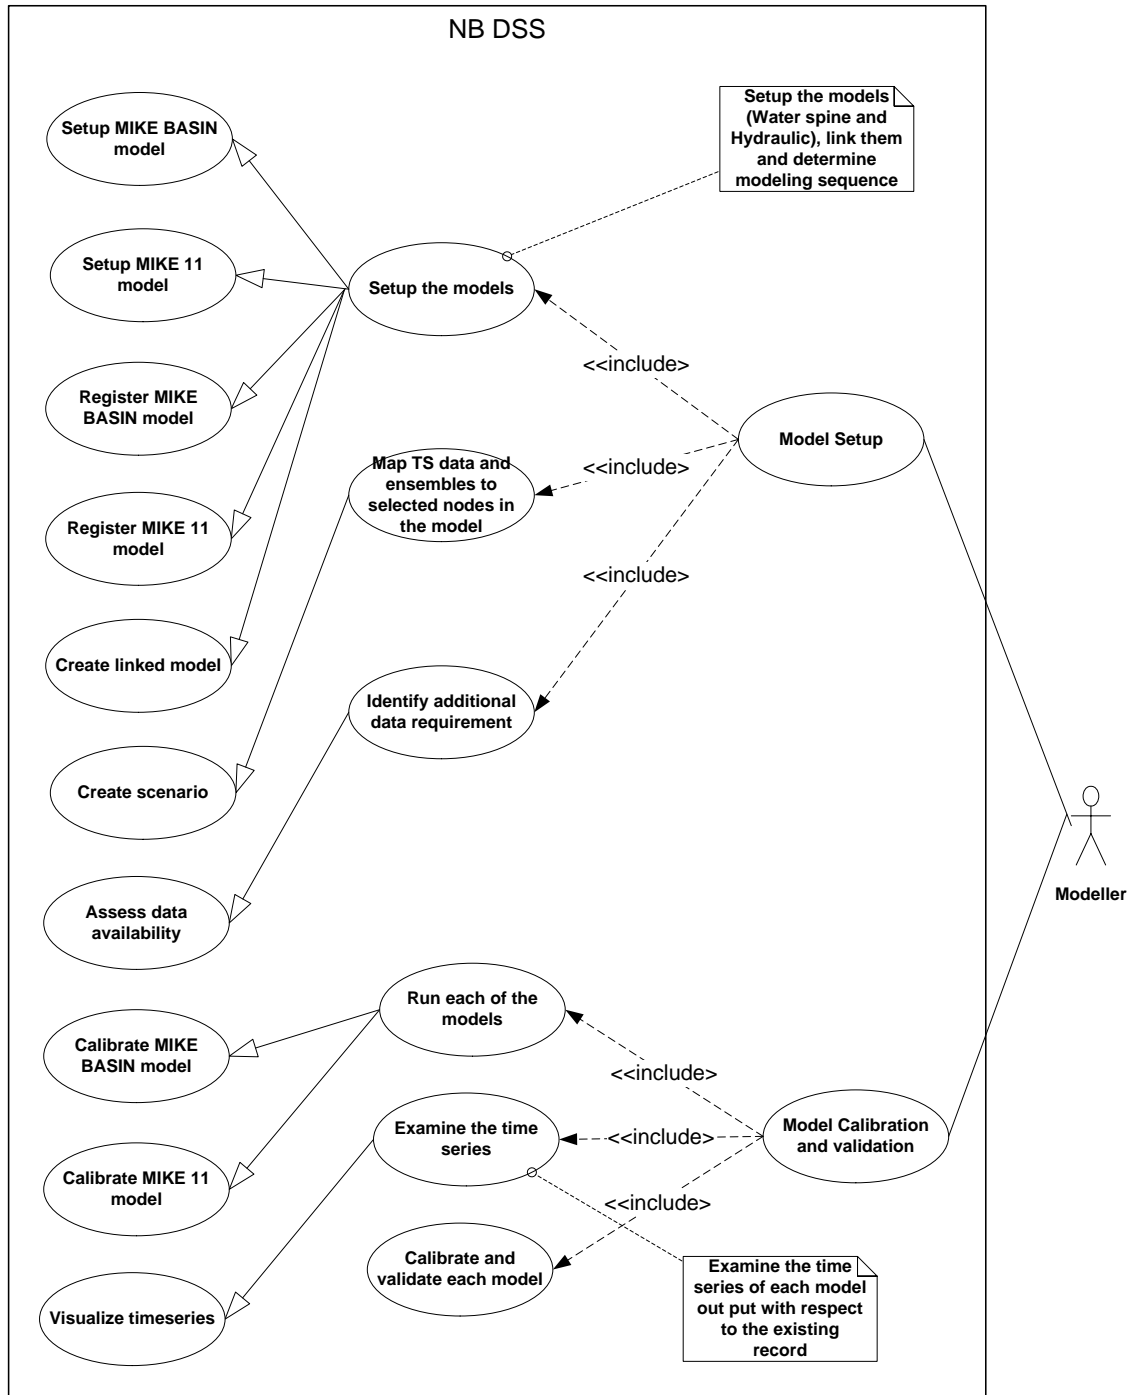 NB DSS
Setup the models
(Water spine and
Hydraulic), link them
and determine
modeling sequence
Setup MIKE BASIN
model
Setup MIKE 11
model
Setup the models
<<include>
Register MIKE
BASIN model
Model Setup
Map TS data and
ensembles to
selected nodes in
the model
<<include>
Register MIKE 11
model
<<include>
Create linked model
Identify additional
data requirement
Create scenario
Modeller
Assess data
availability
Run each of the
models
Calibrate MIKE
BASIN model
<<include>
Examine the time
series
<<include>
Model Calibration
and validation
Calibrate MIKE 11
model
<<include>
Calibrate and
validate each model
Examine the time
series of each model
out put with respect
to the existing
record
Visualize timeseries